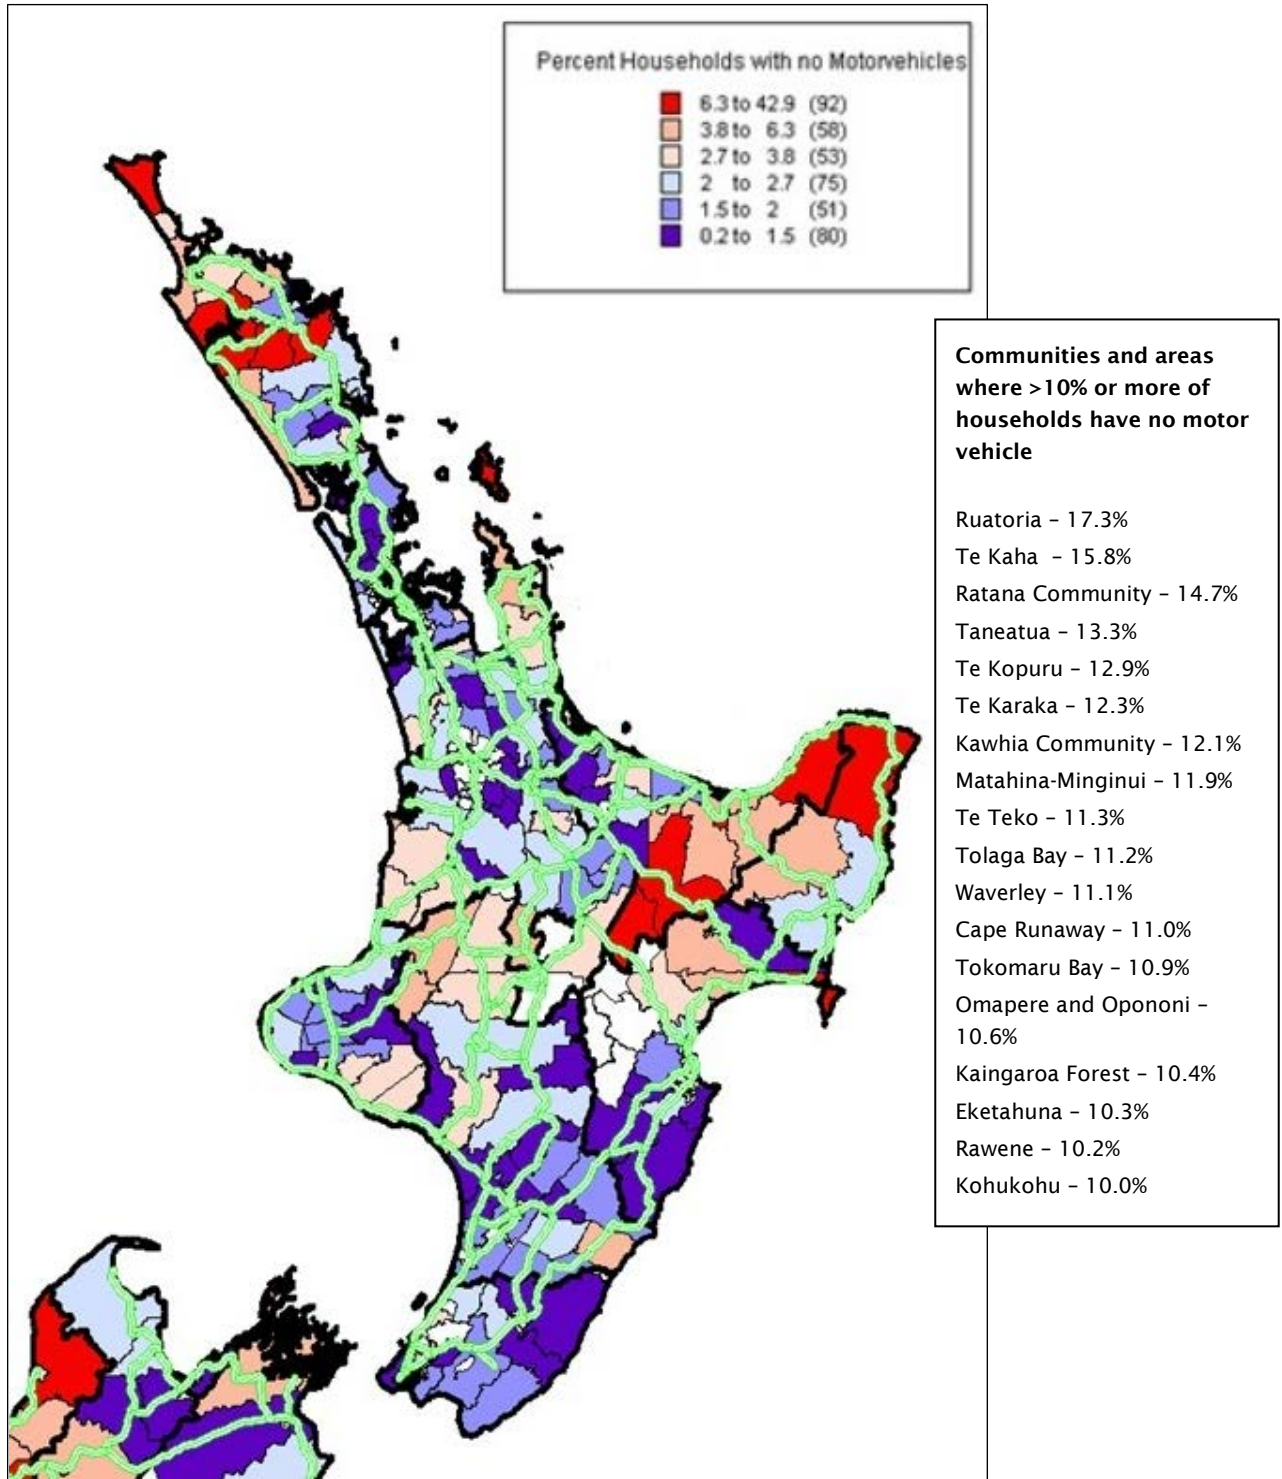 Percent Households with no Motorvehicles
6.3 to 42.9 (92)
3.8 to 6.3 (58)
2.7 to 3.8 (53)
2 to 2.7 (75)
1.5 to 2 (51)
0.2 to 1.5 (80)
Communities and areas
where >10% or more of
households have no motor
vehicle
Ruatoria – 17.3%
Te Kaha – 15.8%
Ratana Community – 14.7%
Taneatua – 13.3%
Te Kopuru – 12.9%
Te Karaka – 12.3%
Kawhia Community – 12.1%
Matahina-Minginui – 11.9%
Te Teko – 11.3%
Tolaga Bay – 11.2%
Waverley – 11.1%
Cape Runaway – 11.0%
Tokomaru Bay – 10.9%
Omapere and Opononi –
10.6%
Kaingaroa Forest – 10.4%
Eketahuna – 10.3%
Rawene – 10.2%
Kohukohu – 10.0%